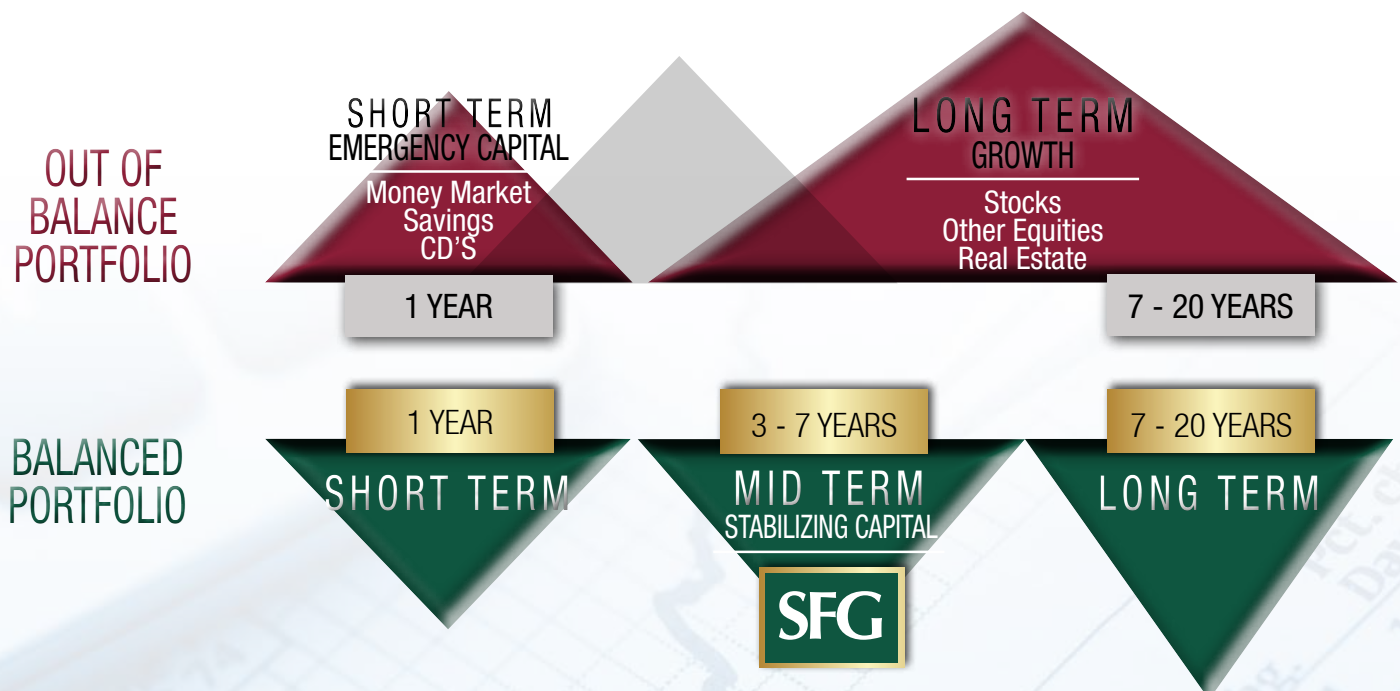 OUT OF
BALANCE
PORTFOLIO
SHORT TERM
EMERGENCY CAPITAL
Money Market
Savings
CD'S
1 YEAR
LONG TERM
GROWTH
Stocks
Other Equities
Real Estate
7 - 20 YEARS
BALANCED
PORTFOLIO
1 YEAR
SHORT TERM
3 - 7 YEARS
MID TERM
STABILIZING CAPITAL
SFG
7 - 20 YEARS
LONG TERM